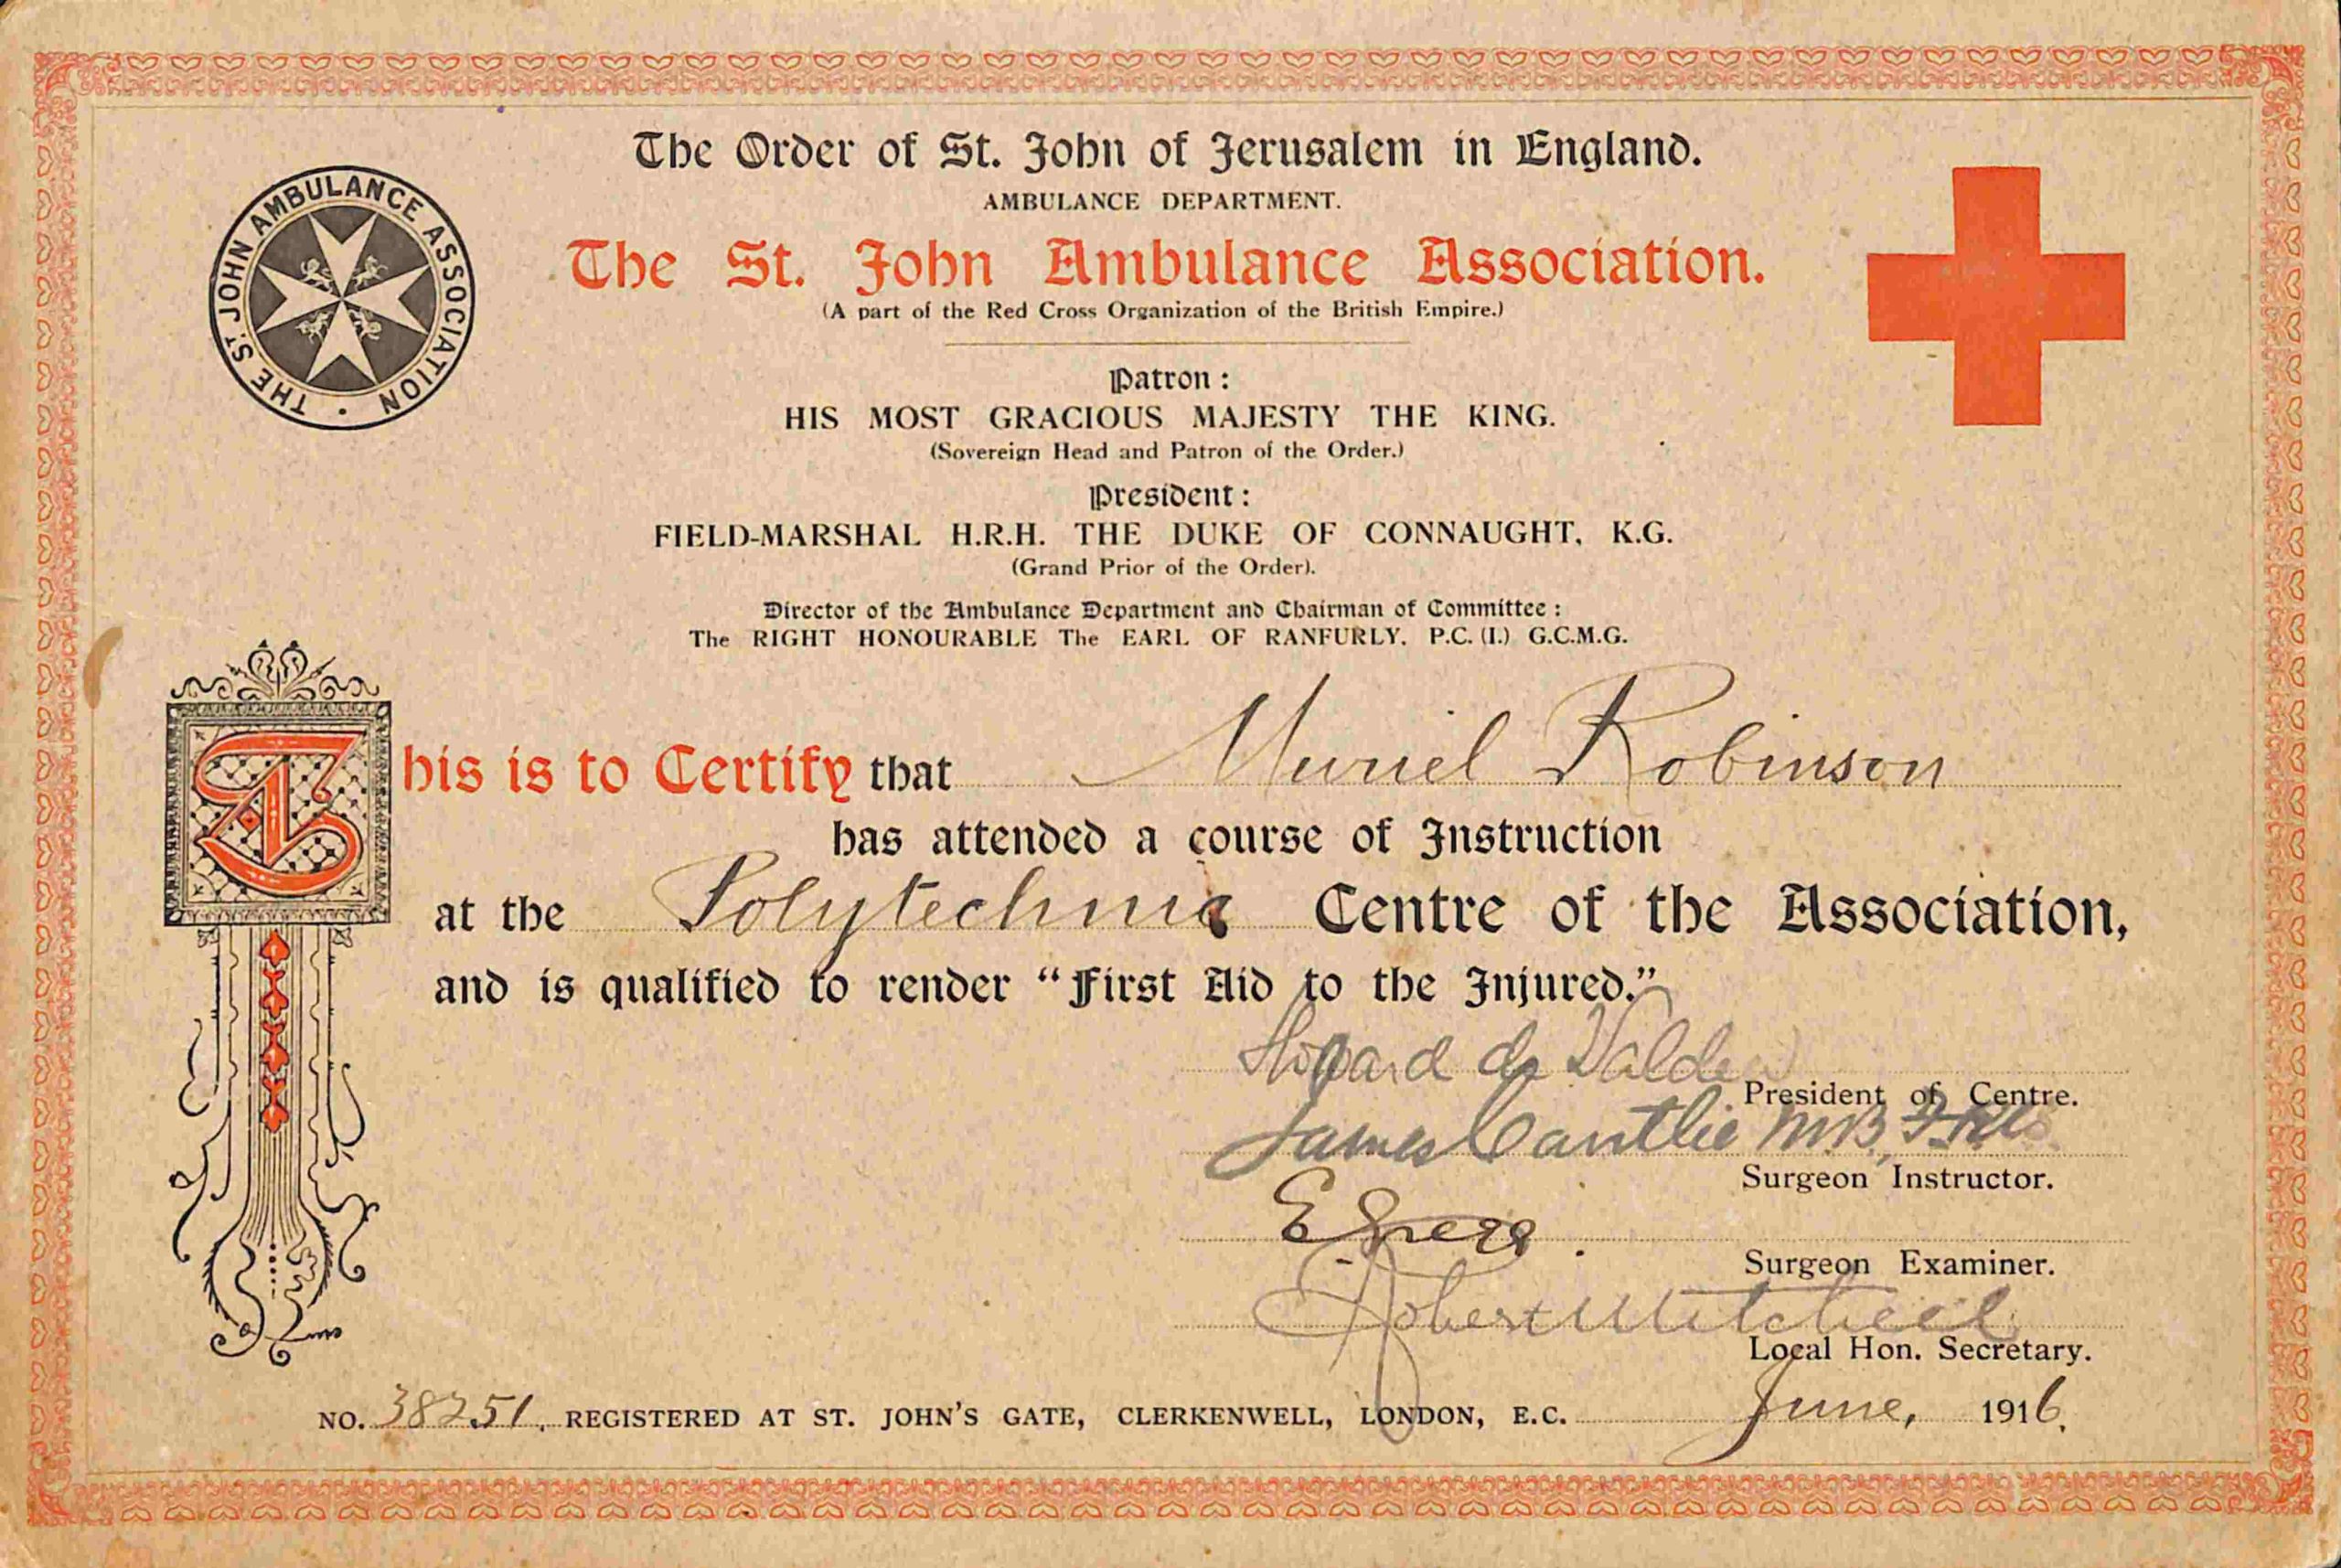 The Order of St. John of Jerusalem in England.
AMBULANCE DEPARTMENT.
THE ST. JOHN AMBULANCE ASSOCIATION ·
The St. John Ambulance Association.
(A part of the Red Cross Organization of the British Empire.)
Patron :
HIS MOST GRACIOUS MAJESTY THE KING.
(Sovereign Head and Patron of the Order.)
President :
FIELD-MARSHAL H.R.H. THE DUKE OF CONNAUGHT, K.G.
(Grand Prior of the Order).
Director of the Ambulance Department and Chairman of Committee :
The RIGHT HONOURABLE The EARL OF RANFURLY, P.C. (I.) G.C.M.G.
This is to Certify that Muriel Robinson
has attended a course of Instruction
at the Polytechnic Centre of the Association,
and is qualified to render “First Aid to the Injured.”
Howard de Walden
President of Centre.
James Cantlie M.B., F.R.C.S
Surgeon Instructor.
Surgeon Examiner.
Robert Mitchell
Local Hon. Secretary.
NO. 38251. REGISTERED AT ST. JOHN'S GATE, CLERKENWELL, LONDON, E.C. June, 1916.